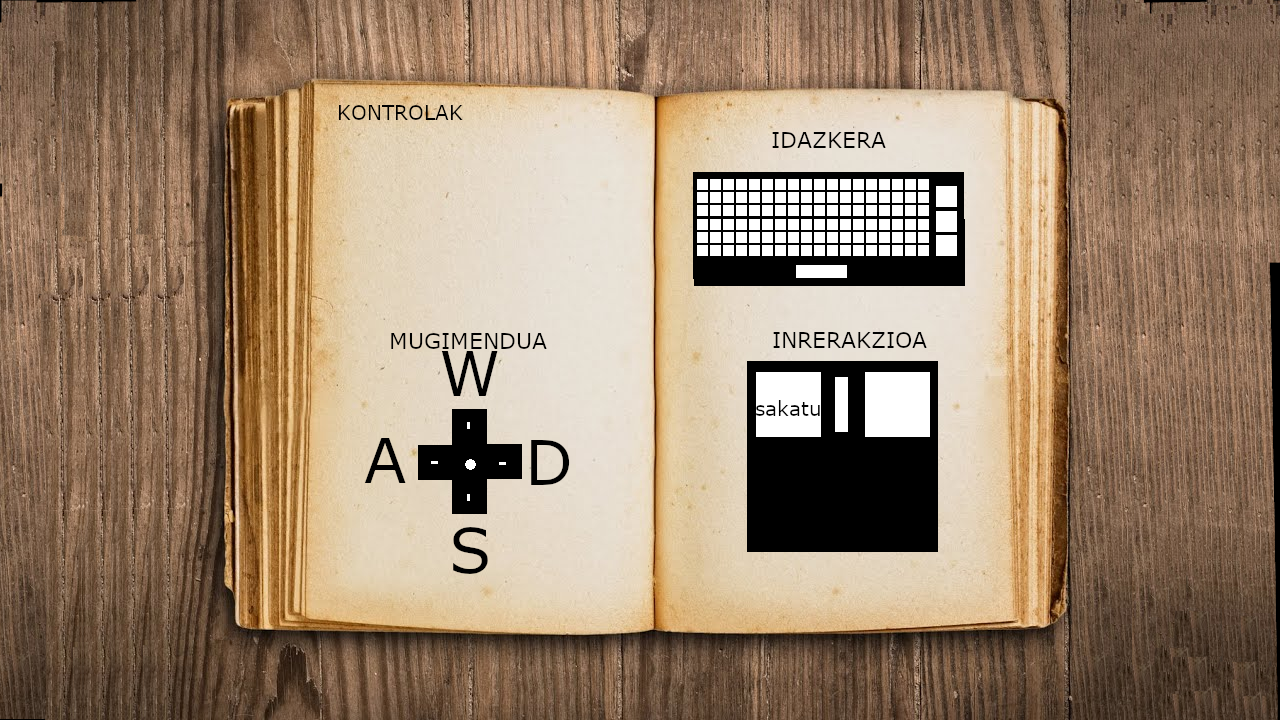 KONTROLAK
MUGIMENDUA
W
A D
S
IDAZKERA
INRERAKZIOA
sakatu